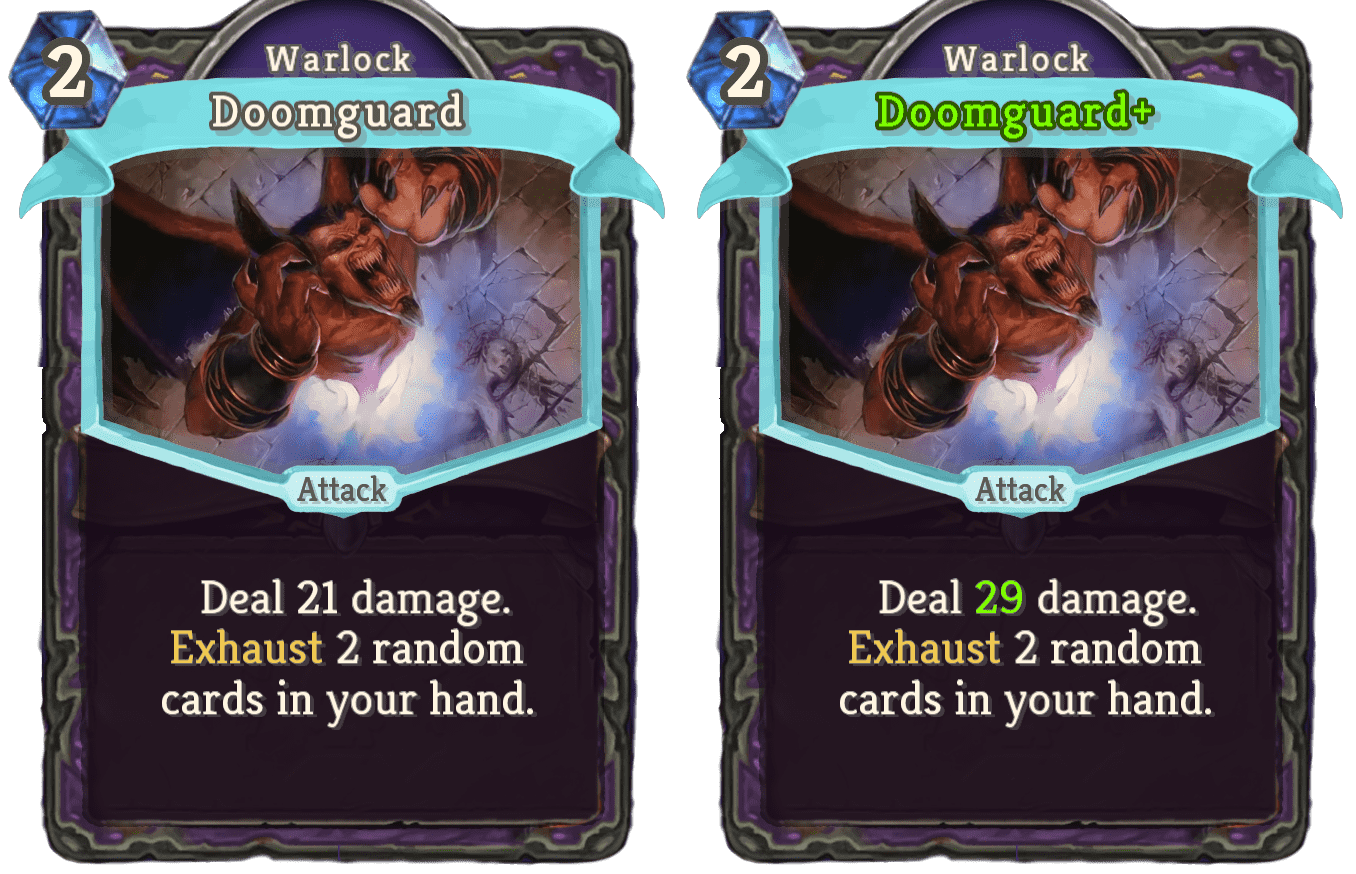 2
Warlock
Doomguard
Attack
Deal 21 damage.
Exhaust 2 random
cards in your hand.
2
Warlock
Doomguard+
Attack
Deal 29 damage.
Exhaust 2 random
cards in your hand.